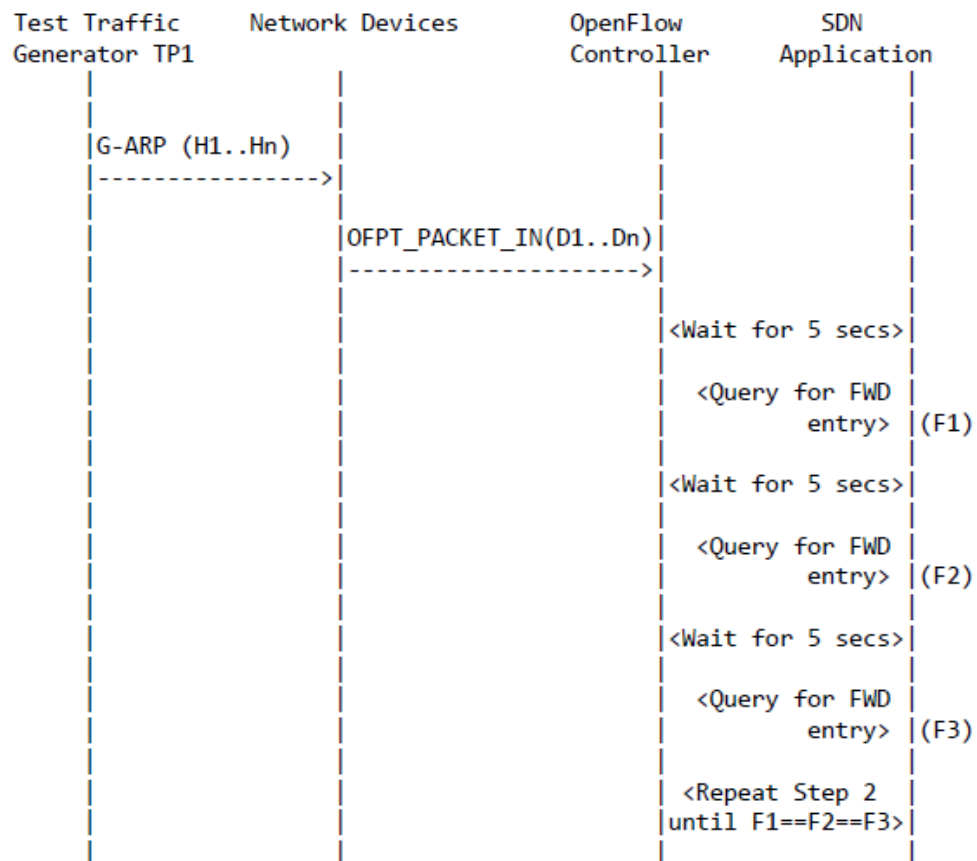 Test Traffic Network Devices OpenFlow SDN
Generator TP1 Controller Application
G-ARP (H1..Hn)
---------------->
OFPT_PACKET_IN(D1..Dn)
--------------------->
<Wait for 5 secs>
<Query for FWD
entry> (F1)
<Wait for 5 secs>
<Query for FWD
entry> (F2)
<Wait for 5 secs>
<Query for FWD
entry> (F3)
<Repeat Step 2
until F1==F2==F3>